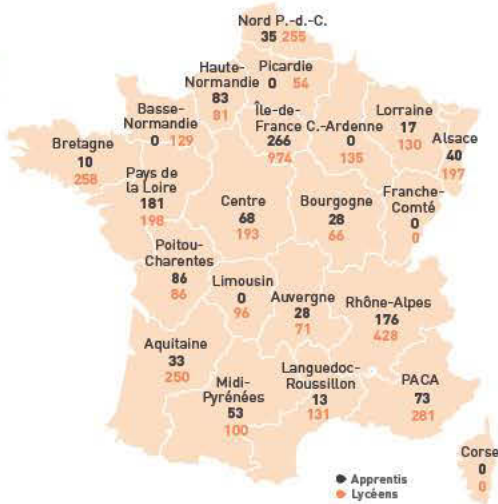 Nord P.-d.-C.
35 255
Haute-
Normandie
83
81
Picardie
0 54
Basse-
Normandie
0 129
Île-de-
France
266
974
C.-Ardenne
0
135
Lorraine
17
130
Alsace
40
197
Bretagne
10
258
Pays de
la Loire
181
198
Centre
68
193
Bourgogne
28
66
Franche-
Comté
0
0
Poitou-
Charentes
86
86
Limousin
0
96
Auvergne
28
71
Rhône-Alpes
176
428
Aquitaine
33
250
Midi-
Pyrénées
53
100
Languedoc-
Roussillon
13
131
PACA
73
281
Corse
0
0
Apprentis
Lycéens